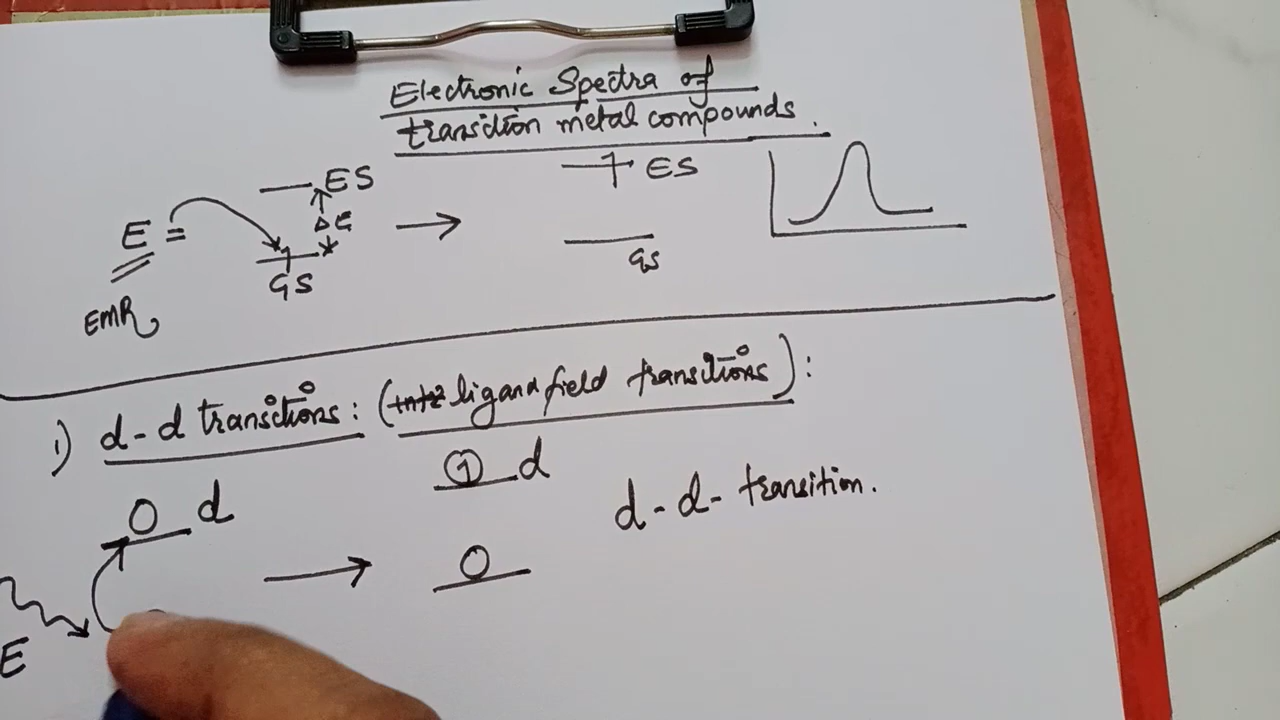 Electronic Spectra of
transition metal compounds.
ES
ES
E =
ΔE
GS
GS
EMR
1) d-d transitions: (ligand field transitions):
d
d
d-d-transition.
E